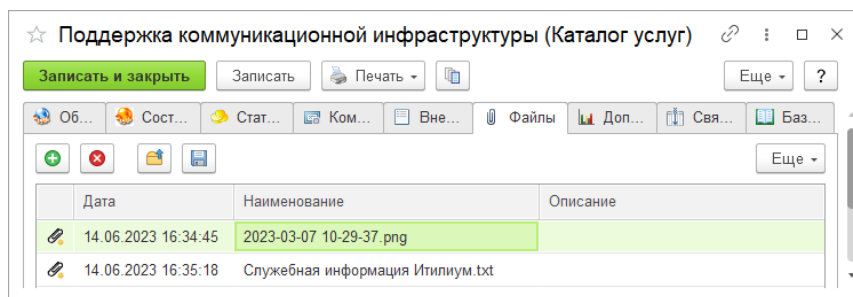 Поддержка коммуникационной инфраструктуры (Каталог услуг)
Записать и закрыть Записать Печать Еще ?
Об... Сост... Стат... Ком... Вне... Файлы Доп... Свя... Баз...
Еще
Дата Наименование Описание
14.06.2023 16:34:45 2023-03-07 10-29-37.png
14.06.2023 16:35:18 Служебная информация Итилиум.txt